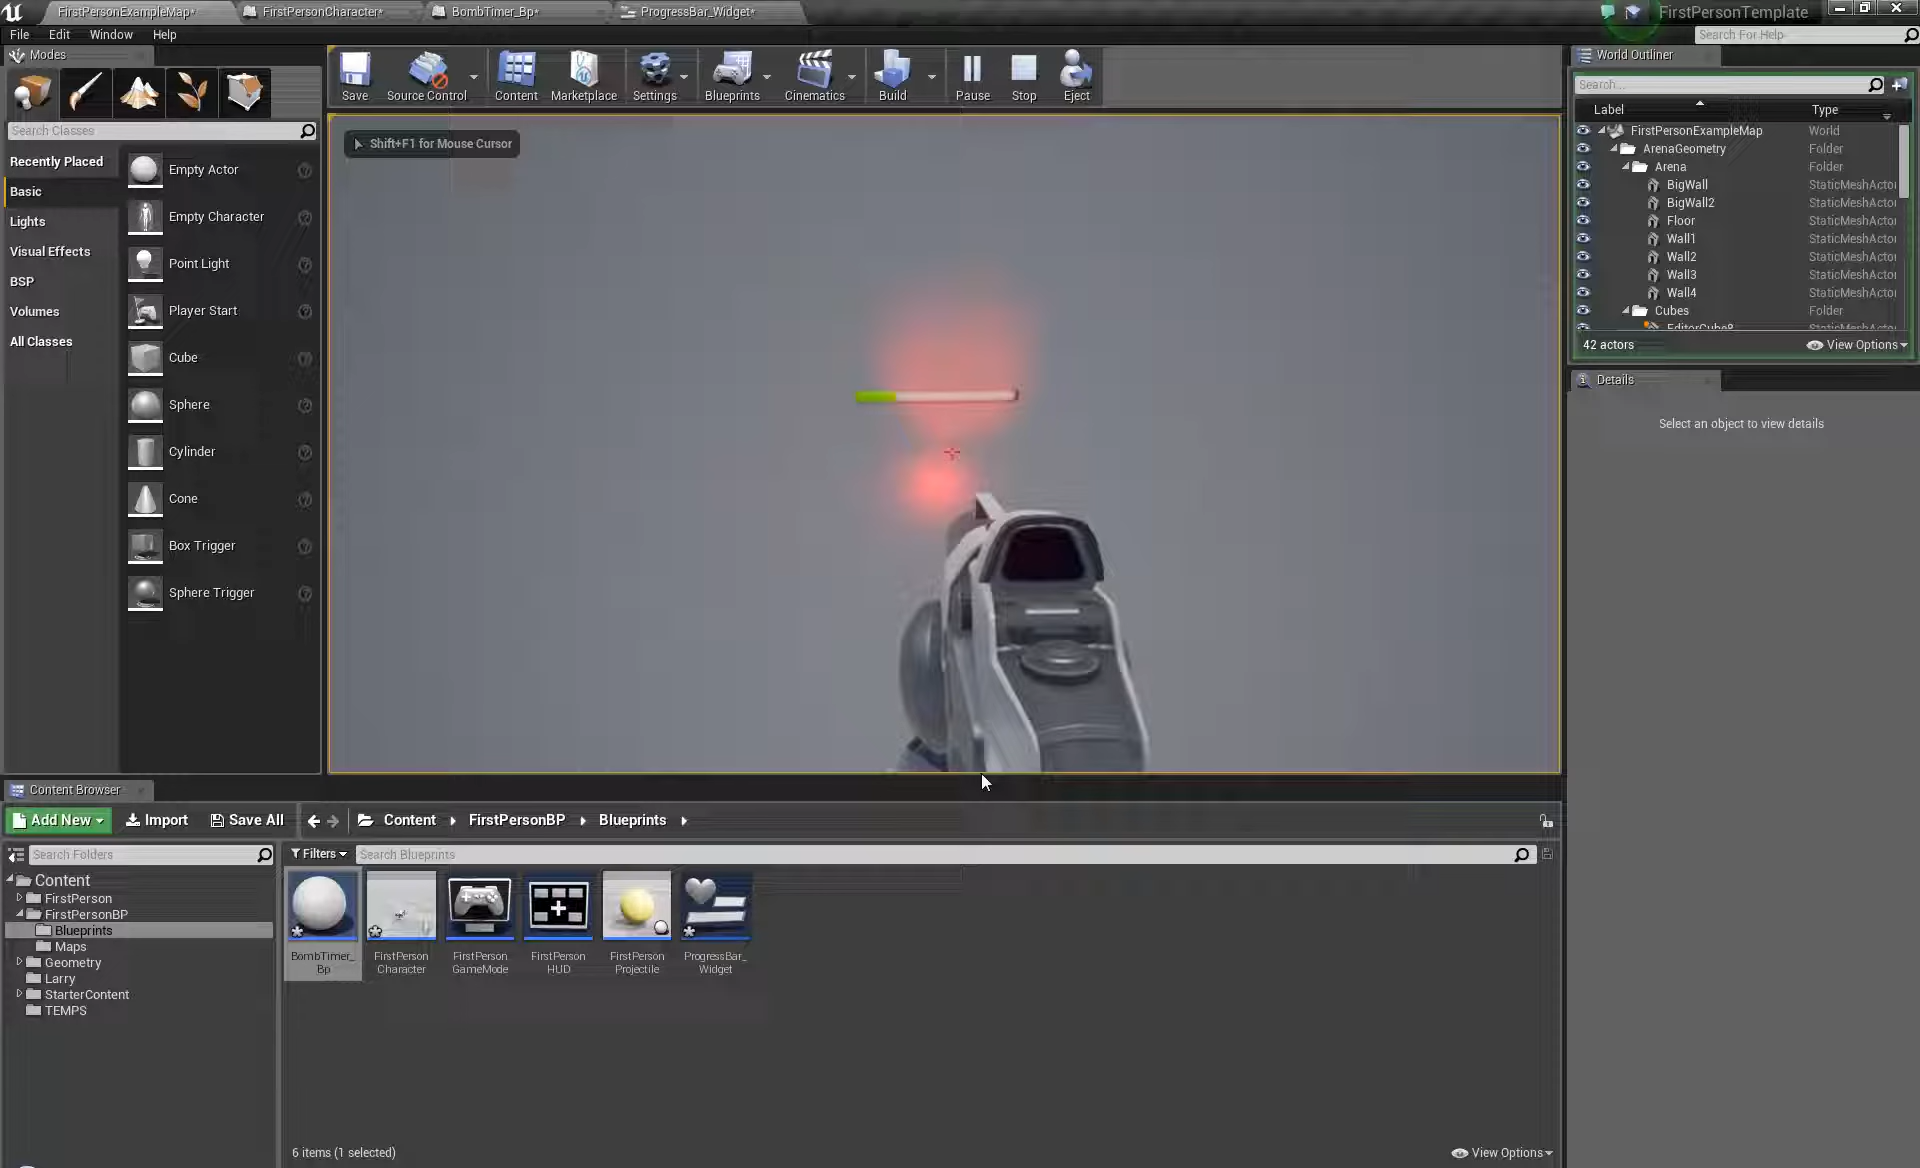 FirstPersonExampleMap*
FirstPersonCharacter*
BombTimer_Bp*
ProgressBar_Widget*
FirstPersonTemplate
File Edit Window Help
Search For Help
Modes
Search Classes
Recently Placed
Basic
Lights
Visual Effects
BSP
Volumes
All Classes
Empty Actor
Empty Character
Point Light
Player Start
Cube
Sphere
Cylinder
Cone
Box Trigger
Sphere Trigger
Save
Source Control
Content
Marketplace
Settings
Blueprints
Cinematics
Build
Pause
Stop
Eject
Shift+F1 for Mouse Cursor
World Outliner
Search...
Label Type
FirstPersonExampleMap World
ArenaGeometry Folder
Arena Folder
BigWall StaticMeshActor
BigWall2 StaticMeshActor
Floor StaticMeshActor
Wall1 StaticMeshActor
Wall2 StaticMeshActor
Wall3 StaticMeshActor
Wall4 StaticMeshActor
Cubes Folder
EditorCube8 StaticMeshActor
42 actors
View Options
Details
Select an object to view details
Content Browser
Add New
Import
Save All
Content
FirstPersonBP
Blueprints
Search Folders
Filters
Search Blueprints
Content
FirstPerson
FirstPersonBP
Blueprints
Maps
Geometry
Larry
StarterContent
TEMPS
BombTimer_
Bp
FirstPerson
Character
FirstPerson
GameMode
FirstPerson
HUD
FirstPerson
Projectile
ProgressBar_
Widget
6 items (1 selected)
View Options